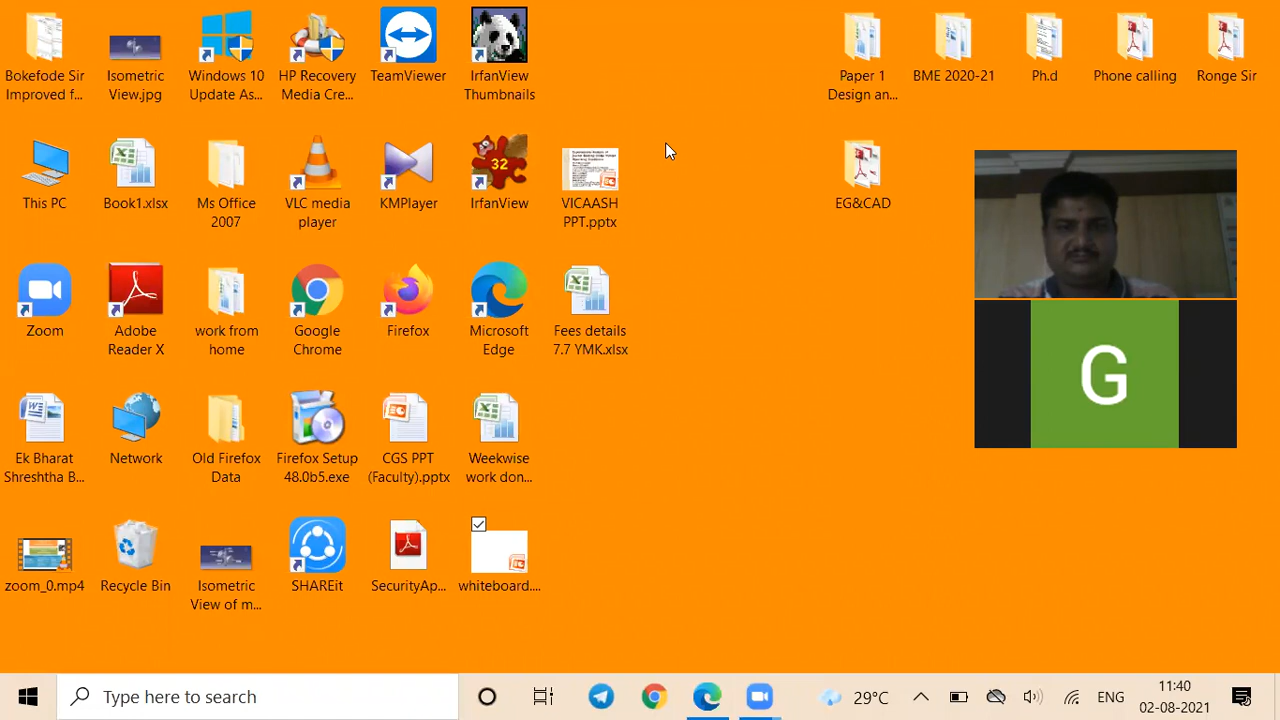 Bokefode Sir
Improved f...
Isometric
View.jpg
Windows 10
Update As...
HP Recovery
Media Cre...
TeamViewer
IrfanView
Thumbnails
Paper 1
Design an...
BME 2020-21
Ph.d
Phone calling
Ronge Sir
This PC
Book1.xlsx
Ms Office
2007
VLC media
player
KMPlayer
32
IrfanView
VICAASH
PPT.pptx
EG&CAD
Zoom
Adobe
Reader X
work from
home
Google
Chrome
Firefox
Microsoft
Edge
Fees details
7.7 YMK.xlsx
G
Ek Bharat
Shreshtha B...
Network
Old Firefox
Data
Firefox Setup
48.0b5.exe
CGS PPT
(Faculty).pptx
Weekwise
work don...
zoom_0.mp4
Recycle Bin
Isometric
View of m...
SHAREit
SecurityAp...
whiteboard....
Type here to search
29°C
ENG
11:40
02-08-2021